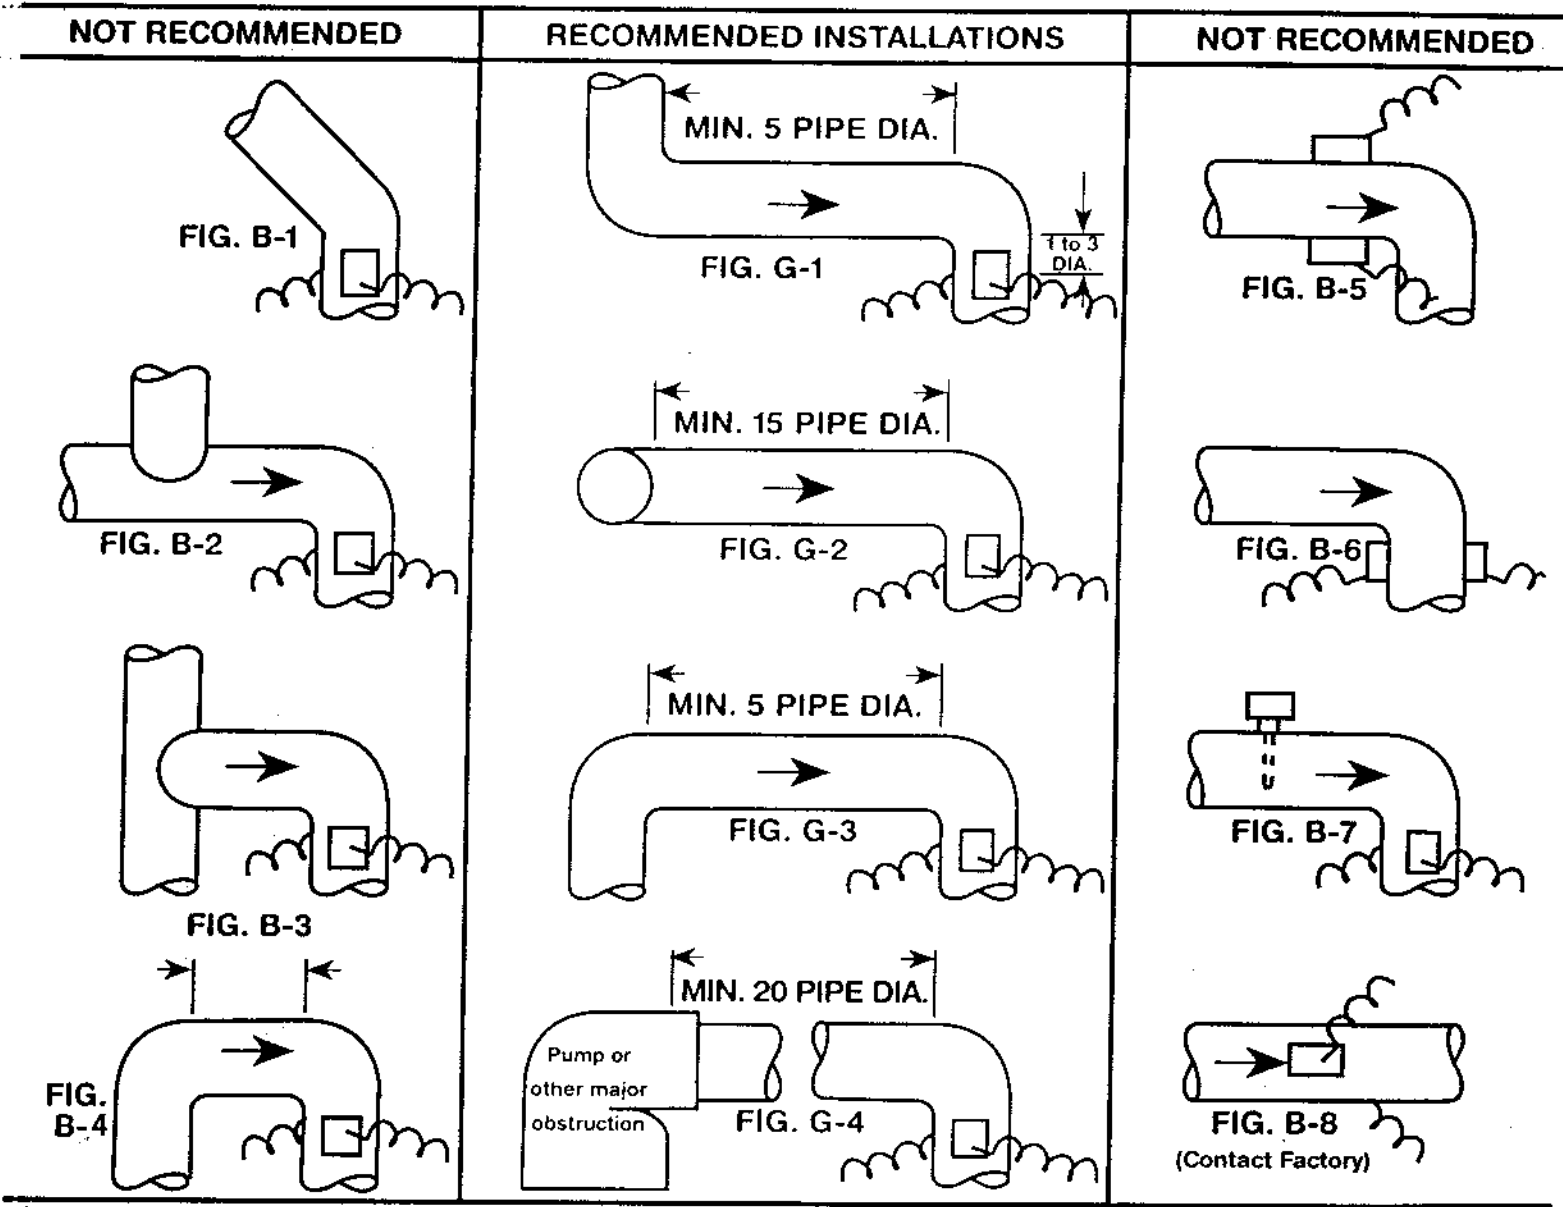 NOT RECOMMENDED
RECOMMENDED INSTALLATIONS
NOT RECOMMENDED
FIG. B-1
MIN. 5 PIPE DIA.
1 to 3
DIA.
FIG. G-1
FIG. B-5
FIG. B-2
MIN. 15 PIPE DIA.
FIG. G-2
FIG. B-6
FIG. B-3
MIN. 5 PIPE DIA.
FIG. G-3
FIG. B-7
FIG.
B-4
MIN. 20 PIPE DIA.
Pump or
other major
obstruction
FIG. G-4
FIG. B-8
(Contact Factory)